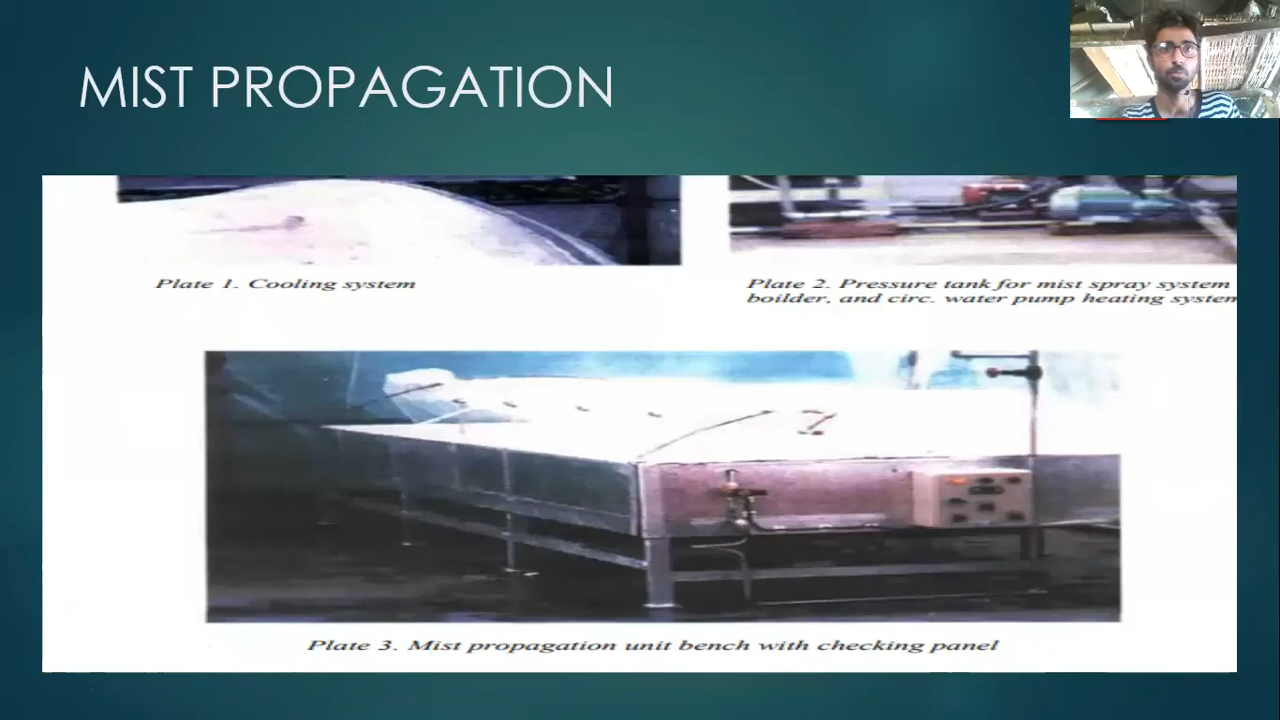 MIST PROPAGATION
Plate 1. Cooling system
Plate 2. Pressure tank for mist spray system
boilder, and circ. water pump heating system
Plate 3. Mist propagation unit bench with checking panel